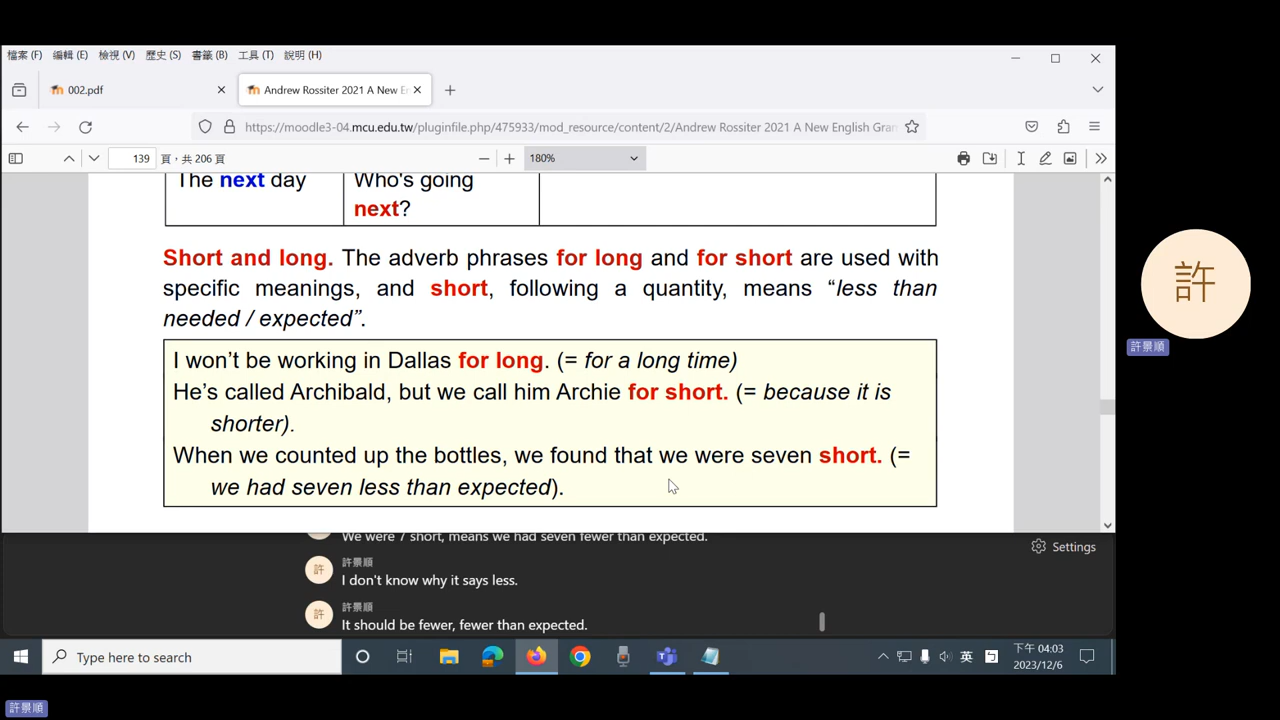 檔案 (F) 編輯 (E) 檢視 (V) 歷史 (S) 書籤 (B) 工具 (T) 說明 (H)
002.pdf
Andrew Rossiter 2021 A New E
https://moodle3-04.mcu.edu.tw/pluginfile.php/475933/mod_resource/content/2/Andrew Rossiter 2021 A New English Gran
139 頁，共 206 頁
180%
The next day
Who's going
next?
Short and long. The adverb phrases for long and for short are used with
specific meanings, and short, following a quantity, means “less than
needed / expected”.
I won’t be working in Dallas for long. (= for a long time)
He’s called Archibald, but we call him Archie for short. (= because it is
shorter).
When we counted up the bottles, we found that we were seven short. (=
we had seven less than expected).
許
許景順
We were 7 short, means we had seven fewer than expected.
Settings
許
許景順
I don't know why it says less.
許
許景順
It should be fewer, fewer than expected.
Type here to search
英
下午 04:03
2023/12/6
許景順